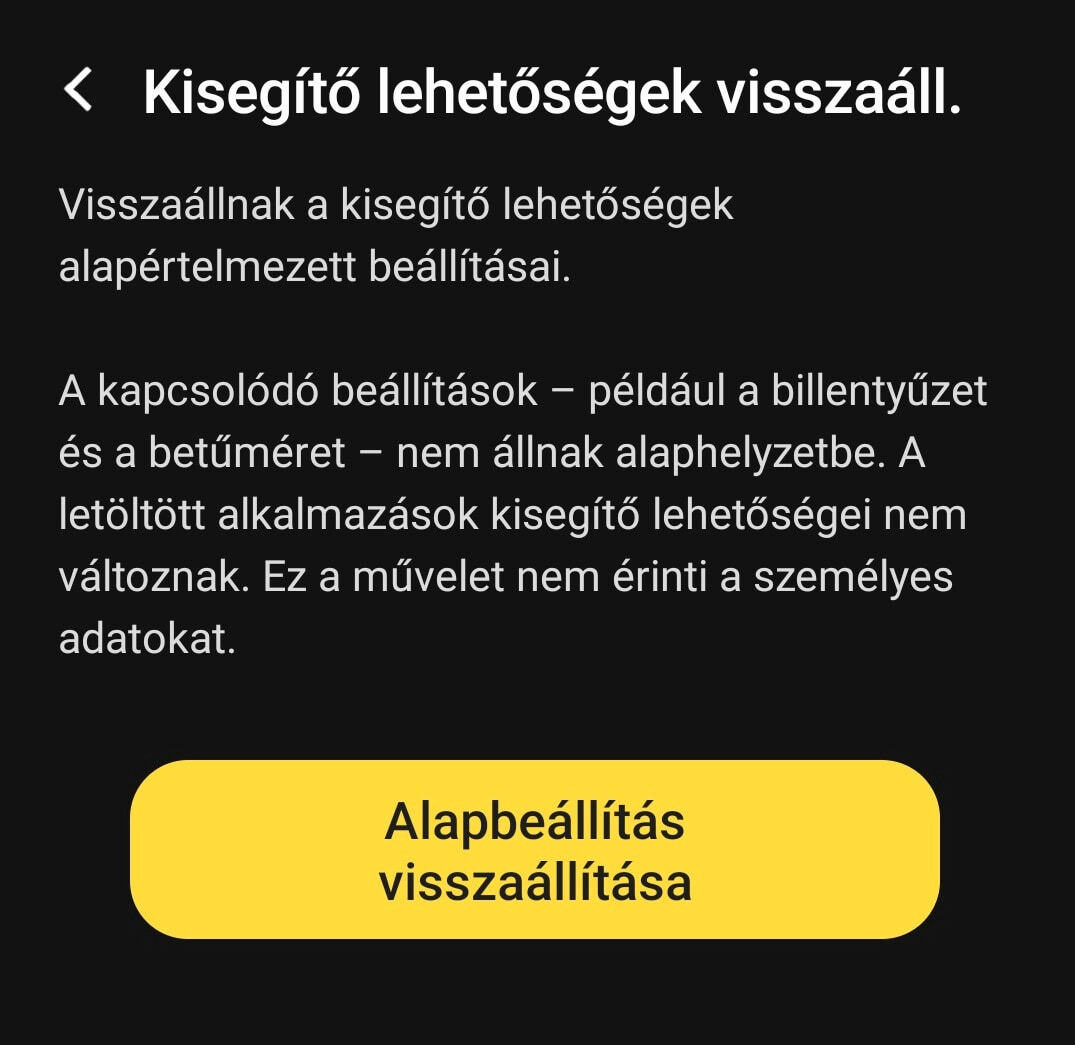 Kisegítő lehetőségek visszaáll.
Visszaállnak a kisegítő lehetőségek
alapértelmezett beállításai.
A kapcsolódó beállítások – például a billentyűzet
és a betűméret – nem állnak alaphelyzetbe. A
letöltött alkalmazások kisegítő lehetőségei nem
változnak. Ez a művelet nem érinti a személyes
adatokat.
Alapbeállítás
visszaállítása